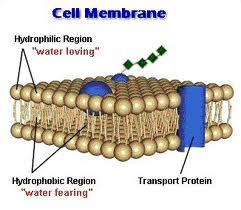 Cell Membrane
Hydrophilic Region
"water loving"
Hydrophobic Region
"water fearing"
Transport Protein